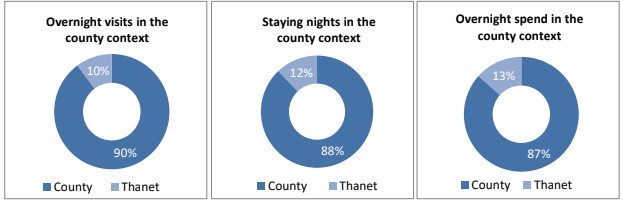 Overnight visits in the
county context
10%
90%
County Thanet
Staying nights in the
county context
12%
88%
County Thanet
Overnight spend in the
county context
13%
87%
County Thanet